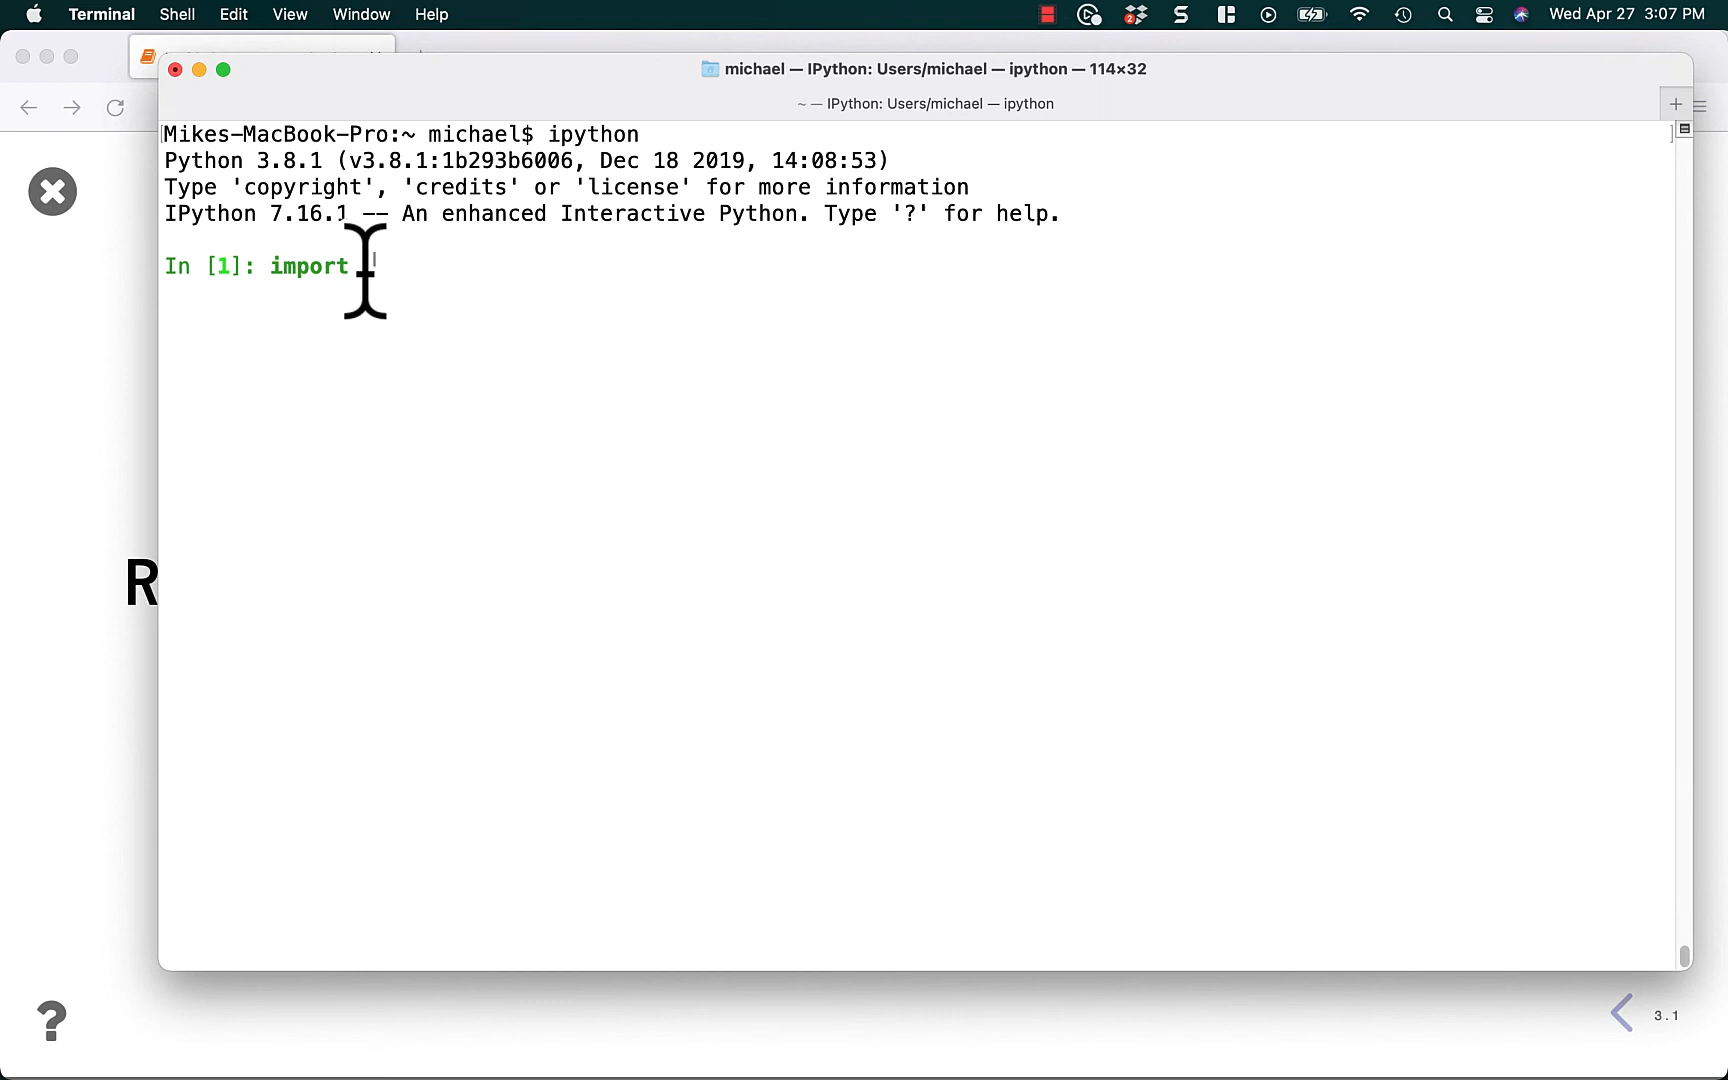 Terminal Shell Edit View Window Help
2
Wed Apr 27 3:07 PM
michael — IPython: Users/michael — ipython — 114×32
~ — IPython: Users/michael — ipython
Mikes-MacBook-Pro:~ michael$ ipython
Python 3.8.1 (v3.8.1:1b293b6006, Dec 18 2019, 14:08:53)
Type 'copyright', 'credits' or 'license' for more information
IPython 7.16.1 -- An enhanced Interactive Python. Type '?' for help.
In [1]: import
R
?
3.1